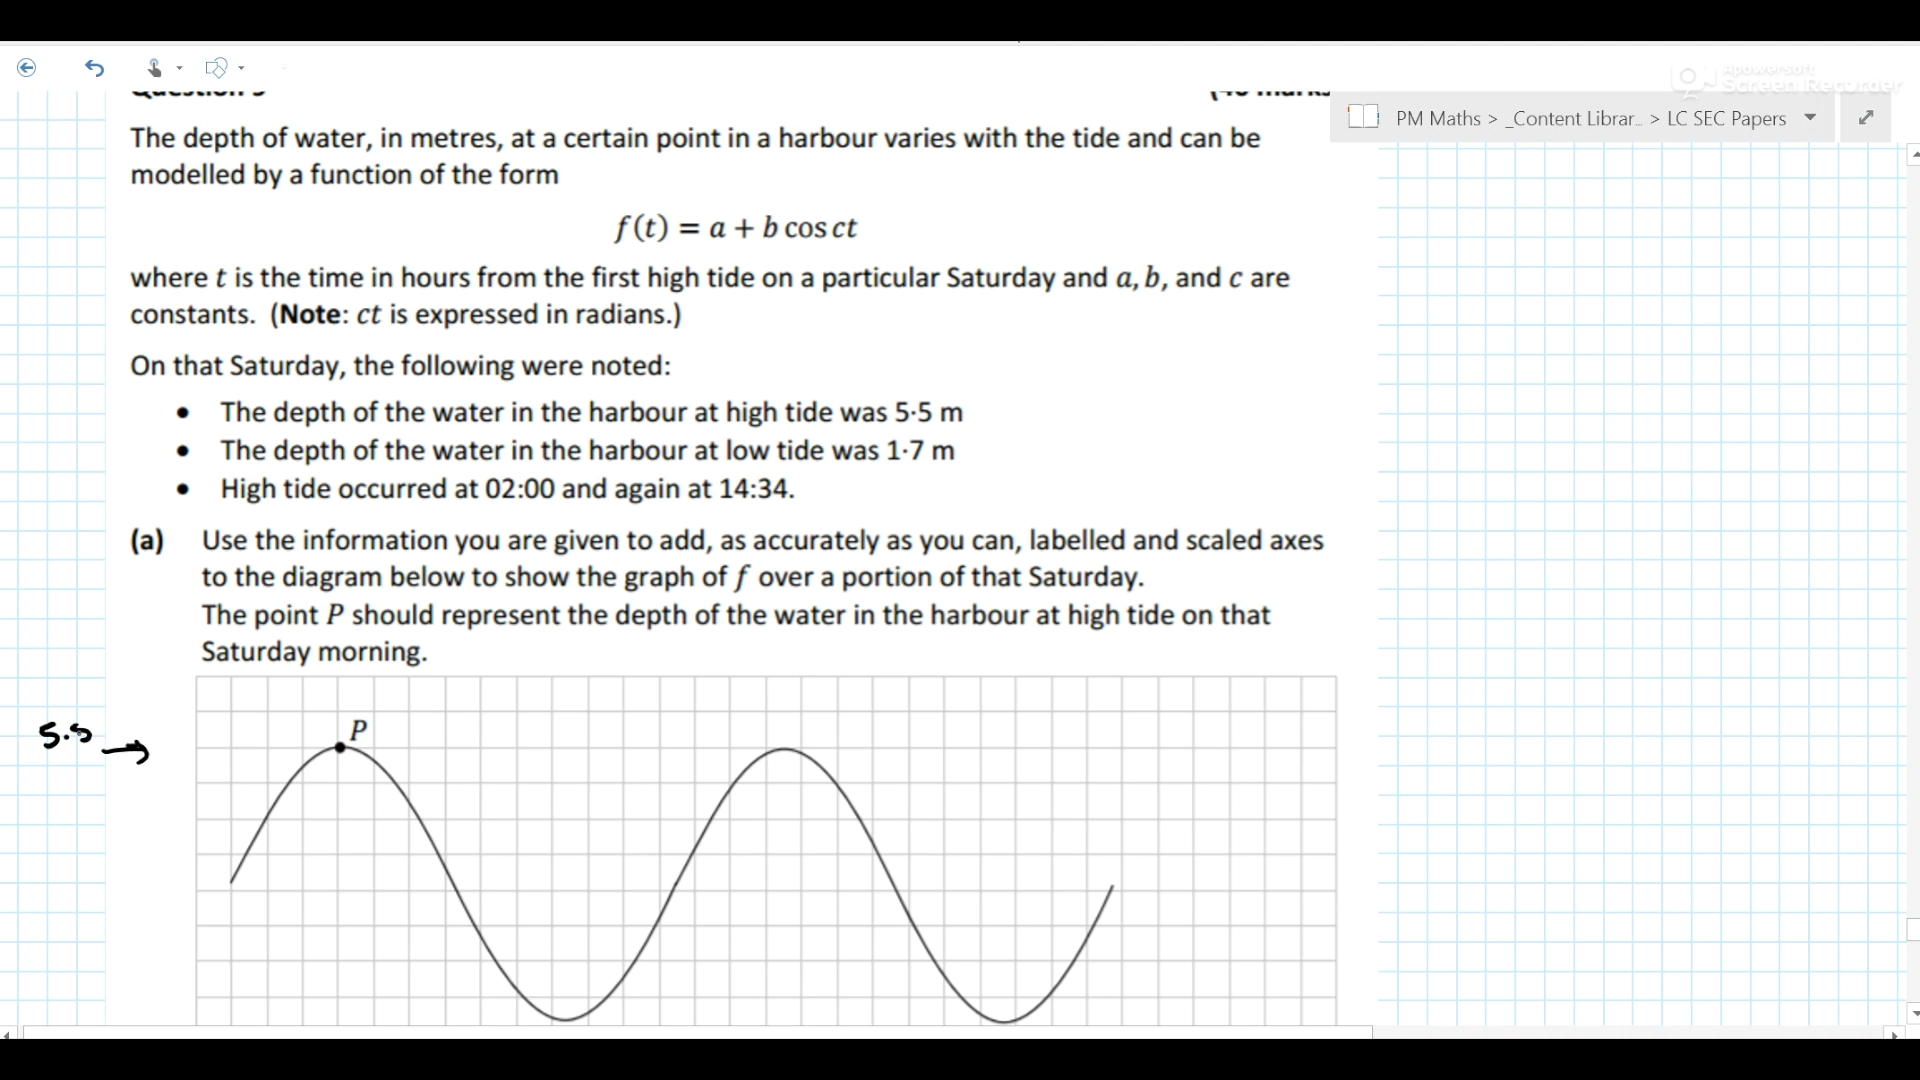 Apowersoft
Screen Recorder
PM Maths > _Content Librar... > LC SEC Papers
The depth of water, in metres, at a certain point in a harbour varies with the tide and can be
modelled by a function of the form
f(t) = a + b cos ct
where t is the time in hours from the first high tide on a particular Saturday and a, b, and c are
constants. (Note: ct is expressed in radians.)
On that Saturday, the following were noted:
• The depth of the water in the harbour at high tide was 5·5 m
• The depth of the water in the harbour at low tide was 1·7 m
• High tide occurred at 02:00 and again at 14:34.
(a) Use the information you are given to add, as accurately as you can, labelled and scaled axes
to the diagram below to show the graph of f over a portion of that Saturday.
The point P should represent the depth of the water in the harbour at high tide on that
Saturday morning.
5.5
P